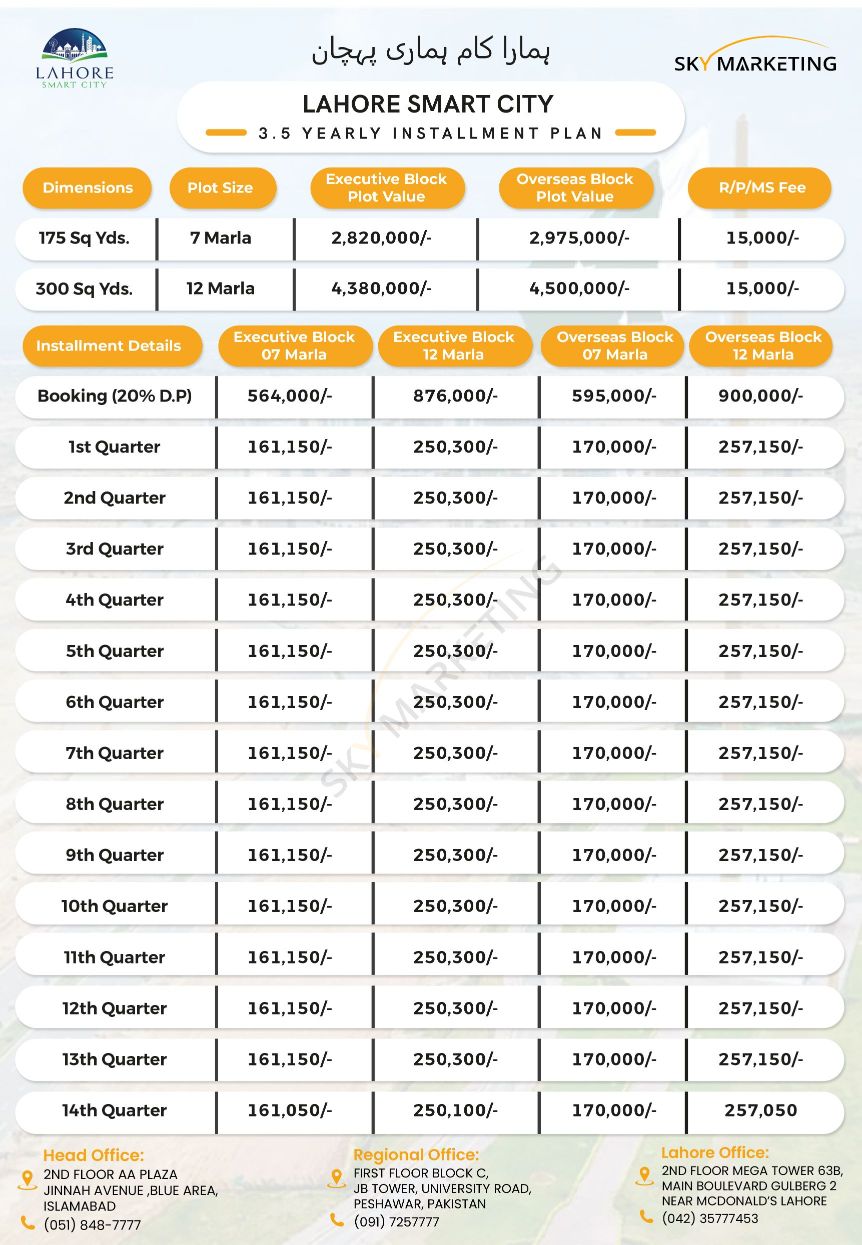 LAHORE
SMART CITY
ہمارا کام ہماری پہچان
SKY MARKETING
LAHORE SMART CITY
3.5 YEARLY INSTALLMENT PLAN
Dimensions Plot Size Executive Block Plot Value Overseas Block Plot Value R/P/MS Fee
175 Sq Yds. 7 Marla 2,820,000/- 2,975,000/- 15,000/-
300 Sq Yds. 12 Marla 4,380,000/- 4,500,000/- 15,000/-
Installment Details Executive Block 07 Marla Executive Block 12 Marla Overseas Block 07 Marla Overseas Block 12 Marla
Booking (20% D.P) 564,000/- 876,000/- 595,000/- 900,000/-
1st Quarter 161,150/- 250,300/- 170,000/- 257,150/-
2nd Quarter 161,150/- 250,300/- 170,000/- 257,150/-
3rd Quarter 161,150/- 250,300/- 170,000/- 257,150/-
4th Quarter 161,150/- 250,300/- 170,000/- 257,150/-
5th Quarter 161,150/- 250,300/- 170,000/- 257,150/-
6th Quarter 161,150/- 250,300/- 170,000/- 257,150/-
7th Quarter 161,150/- 250,300/- 170,000/- 257,150/-
8th Quarter 161,150/- 250,300/- 170,000/- 257,150/-
9th Quarter 161,150/- 250,300/- 170,000/- 257,150/-
10th Quarter 161,150/- 250,300/- 170,000/- 257,150/-
11th Quarter 161,150/- 250,300/- 170,000/- 257,150/-
12th Quarter 161,150/- 250,300/- 170,000/- 257,150/-
13th Quarter 161,150/- 250,300/- 170,000/- 257,150/-
14th Quarter 161,050/- 250,100/- 170,000/- 257,050
SKY MARKETING
Head Office:
2ND FLOOR AA PLAZA
JINNAH AVENUE ,BLUE AREA,
ISLAMABAD
(051) 848-7777
Regional Office:
FIRST FLOOR BLOCK C,
JB TOWER, UNIVERSITY ROAD,
PESHAWAR, PAKISTAN
(091) 7257777
Lahore Office:
2ND FLOOR MEGA TOWER 63B,
MAIN BOULEVARD GULBERG 2
NEAR MCDONALD'S LAHORE
(042) 35777453